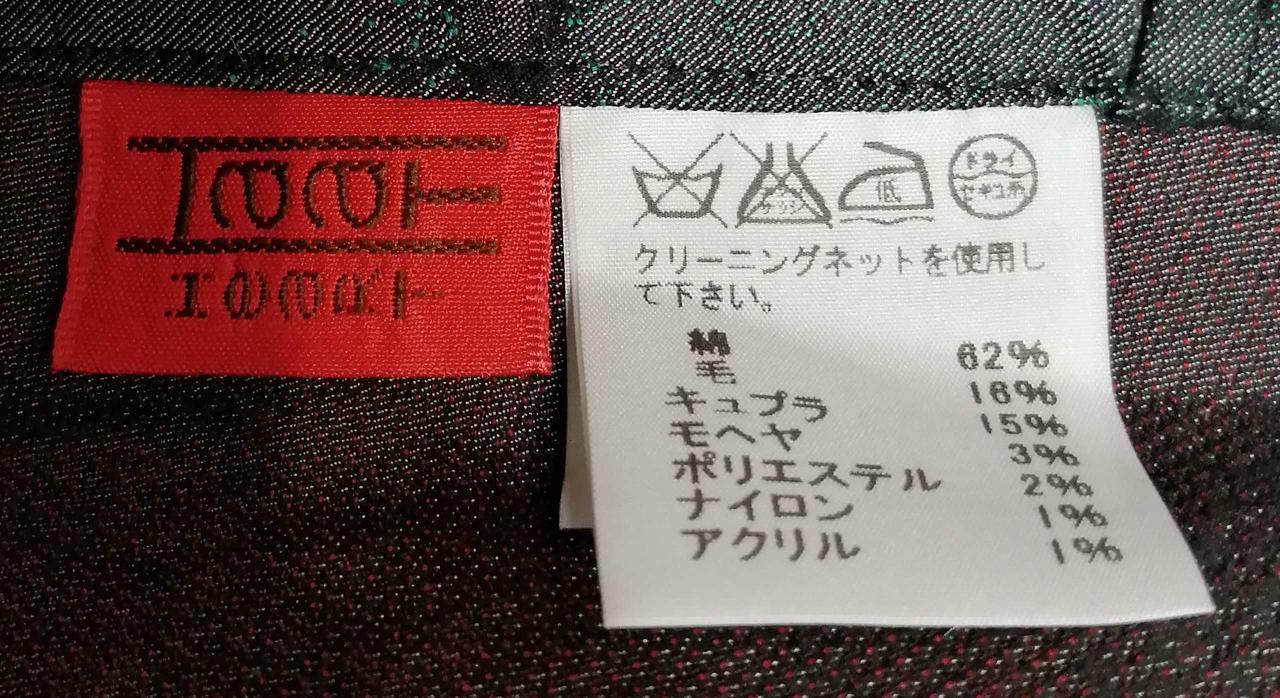 ドライ
セキユ系
低
クリーニングネットを使用し
て下さい。
綿 62%
毛 16%
キュプラ 15%
モヘヤ 3%
ポリエステル 2%
ナイロン 1%
アクリル 1%